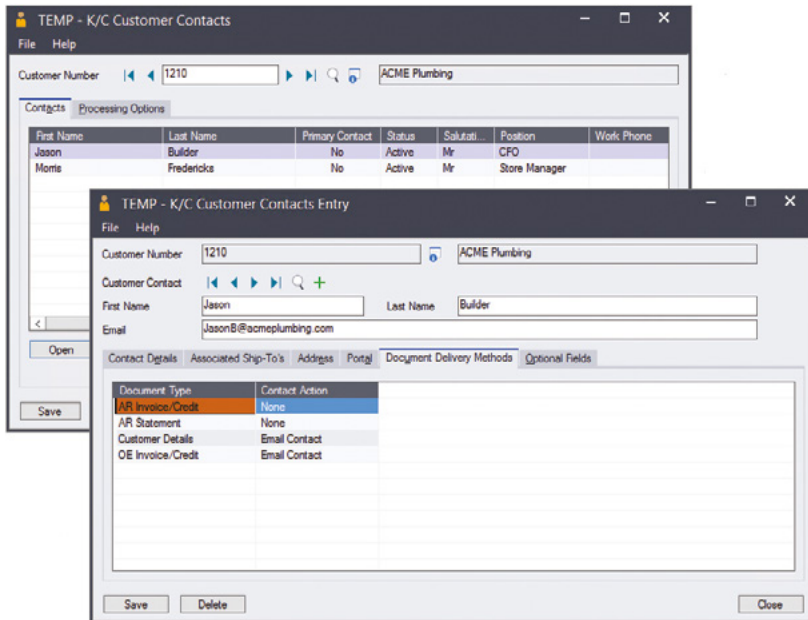 TEMP - K/C Customer Contacts
File Help
Customer Number 1210 ACME Plumbing
Contacts Processing Options
First Name Last Name Primary Contact Status Salutati... Position Work Phone
Jason Builder No Active Mr CFO
Morris Fredericks No Active Mr Store Manager
Open
Save
TEMP - K/C Customer Contacts Entry
File Help
Customer Number 1210 ACME Plumbing
Customer Contact
First Name Jason Last Name Builder
Email JasonB@acmeplumbing.com
Contact Details Associated Ship-To's Address Portal Document Delivery Methods Optional Fields
Document Type Contact Action
AR Invoice/Credit None
AR Statement None
Customer Details Email Contact
OE Invoice/Credit Email Contact
Save Delete Close